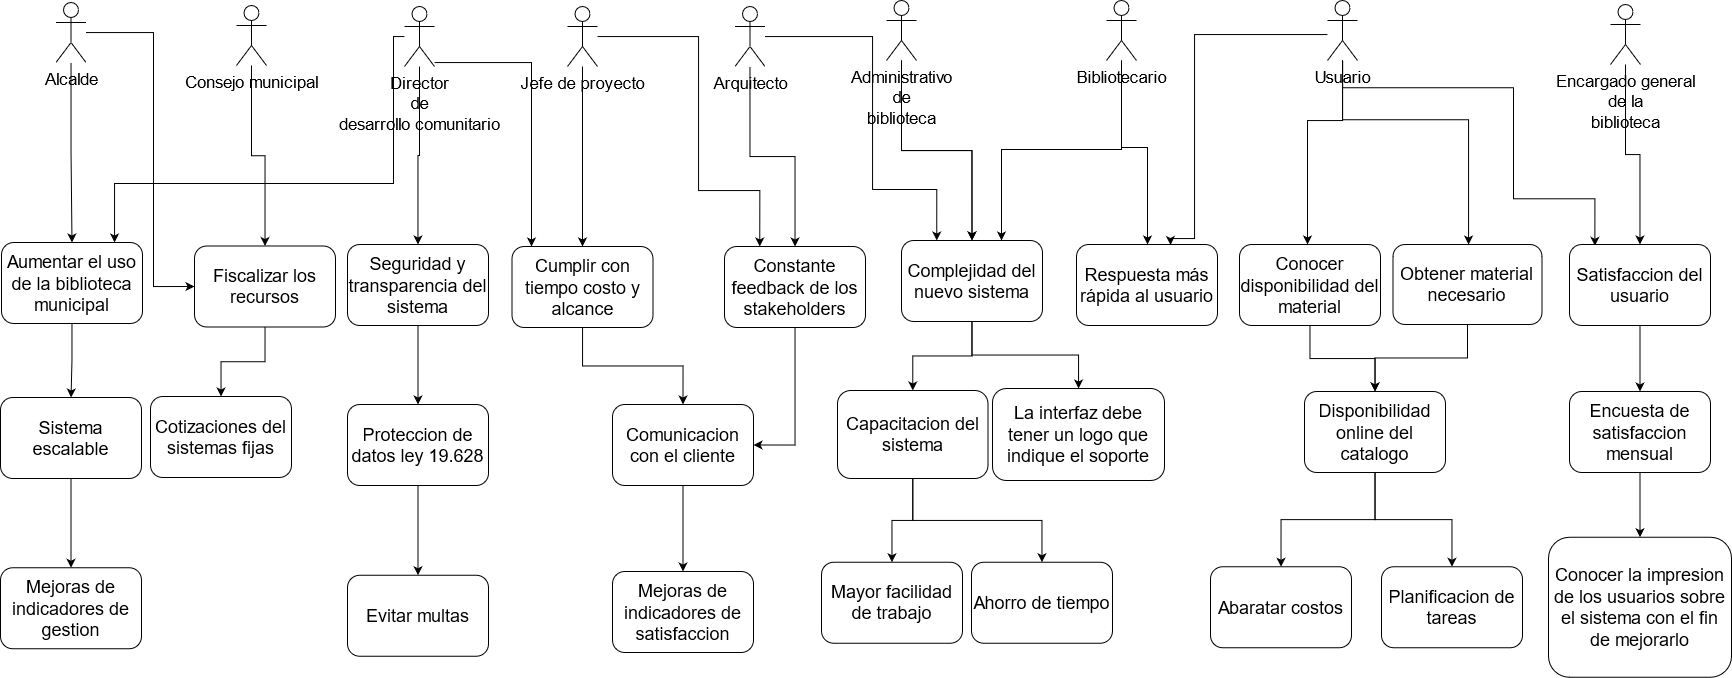 Alcalde
Consejo municipal
Director
de
desarrollo comunitario
Jefe de proyecto
Arquitecto
Administrativo
de
biblioteca
Bibliotecario
Usuario
Encargado general
de la
biblioteca
Aumentar el uso
de la biblioteca
municipal
Fiscalizar los
recursos
Seguridad y
transparencia del
sistema
Cumplir con
tiempo costo y
alcance
Constante
feedback de los
stakeholders
Complejidad del
nuevo sistema
Respuesta más
rápida al usuario
Conocer
disponibilidad del
material
Obtener material
necesario
Satisfaccion del
usuario
Sistema
escalable
Cotizaciones del
sistemas fijas
Proteccion de
datos ley 19.628
Comunicacion
con el cliente
Capacitacion del
sistema
La interfaz debe
tener un logo que
indique el soporte
Disponibilidad
online del
catalogo
Encuesta de
satisfaccion
mensual
Mejoras de
indicadores de
gestion
Evitar multas
Mejoras de
indicadores de
satisfaccion
Mayor facilidad
de trabajo
Ahorro de tiempo
Abaratar costos
Planificacion de
tareas
Conocer la impresion
de los usuarios sobre
el sistema con el fin
de mejorarlo